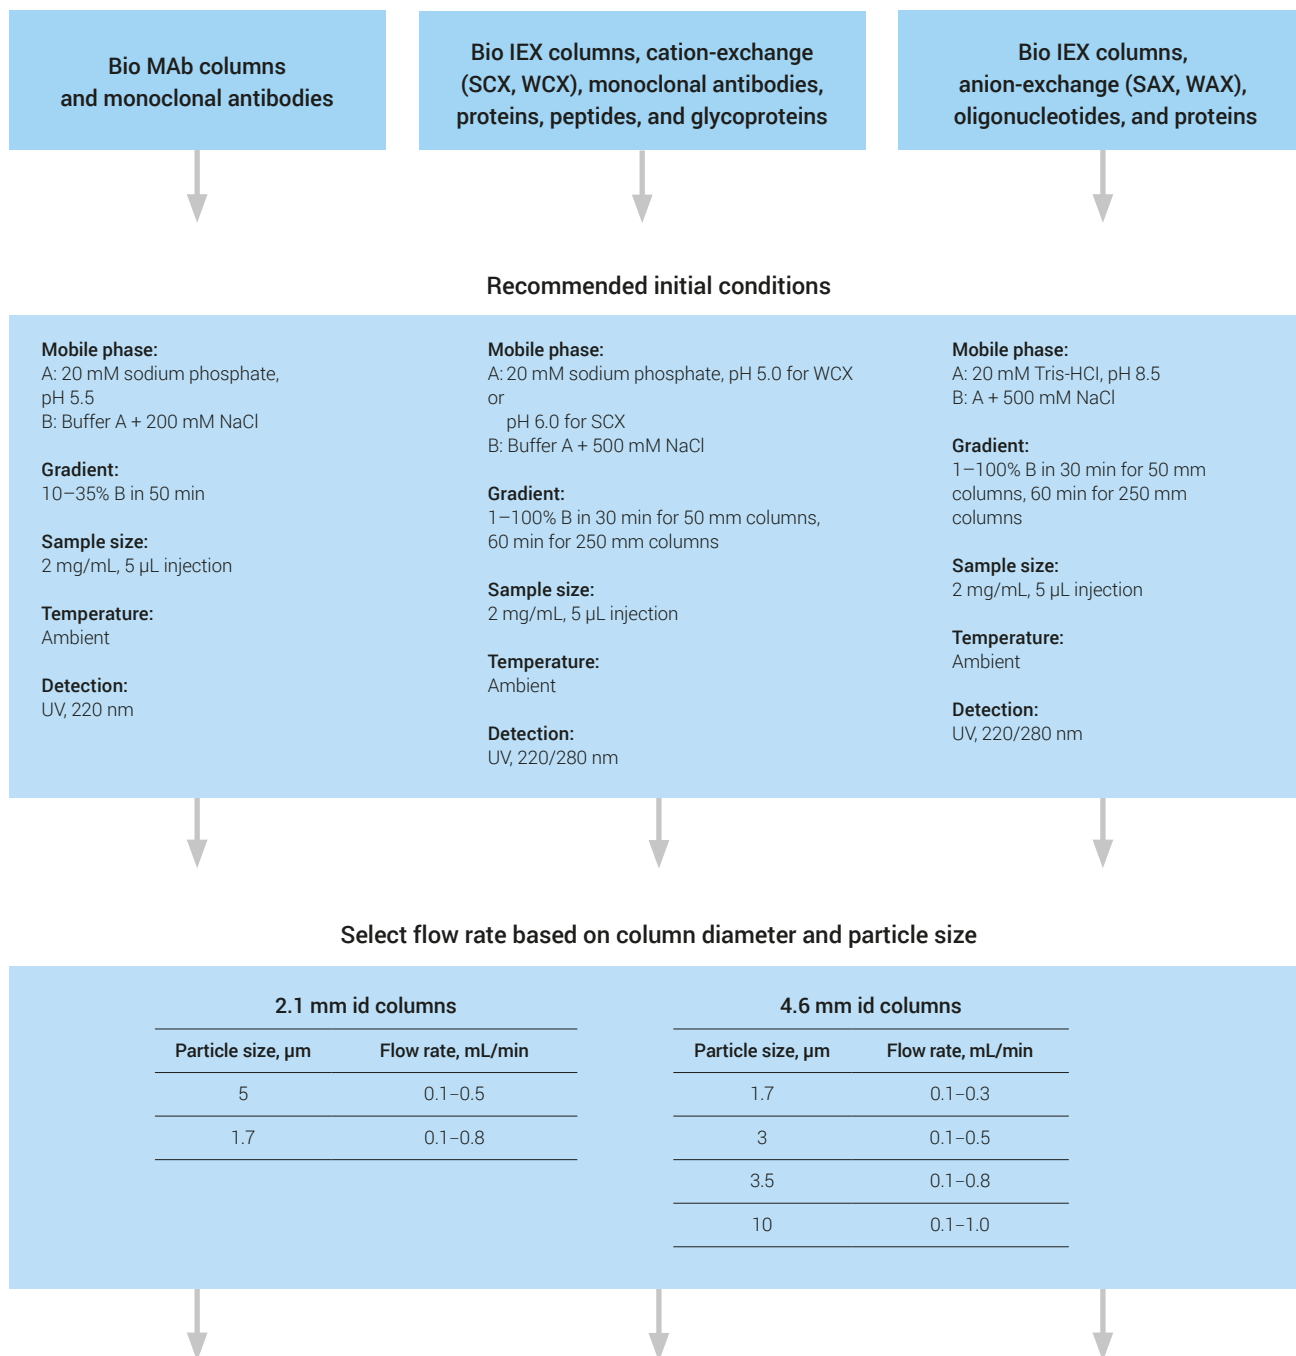 Bio MAb columns
and monoclonal antibodies
Bio IEX columns, cation-exchange
(SCX, WCX), monoclonal antibodies,
proteins, peptides, and glycoproteins
Bio IEX columns,
anion-exchange (SAX, WAX),
oligonucleotides, and proteins
Recommended initial conditions
Mobile phase:
A: 20 mM sodium phosphate,
pH 5.5
B: Buffer A + 200 mM NaCl
Gradient:
10–35% B in 50 min
Sample size:
2 mg/mL, 5 µL injection
Temperature:
Ambient
Detection:
UV, 220 nm
Mobile phase:
A: 20 mM sodium phosphate, pH 5.0 for WCX
or
pH 6.0 for SCX
B: Buffer A + 500 mM NaCl
Gradient:
1–100% B in 30 min for 50 mm columns,
60 min for 250 mm columns
Sample size:
2 mg/mL, 5 µL injection
Temperature:
Ambient
Detection:
UV, 220/280 nm
Mobile phase:
A: 20 mM Tris-HCl, pH 8.5
B: A + 500 mM NaCl
Gradient:
1–100% B in 30 min for 50 mm
columns, 60 min for 250 mm
columns
Sample size:
2 mg/mL, 5 µL injection
Temperature:
Ambient
Detection:
UV, 220/280 nm
Select flow rate based on column diameter and particle size
2.1 mm id columns
Particle size, µm Flow rate, mL/min
5 0.1–0.5
1.7 0.1–0.8
4.6 mm id columns
Particle size, µm Flow rate, mL/min
1.7 0.1–0.3
3 0.1–0.5
3.5 0.1–0.8
10 0.1–1.0